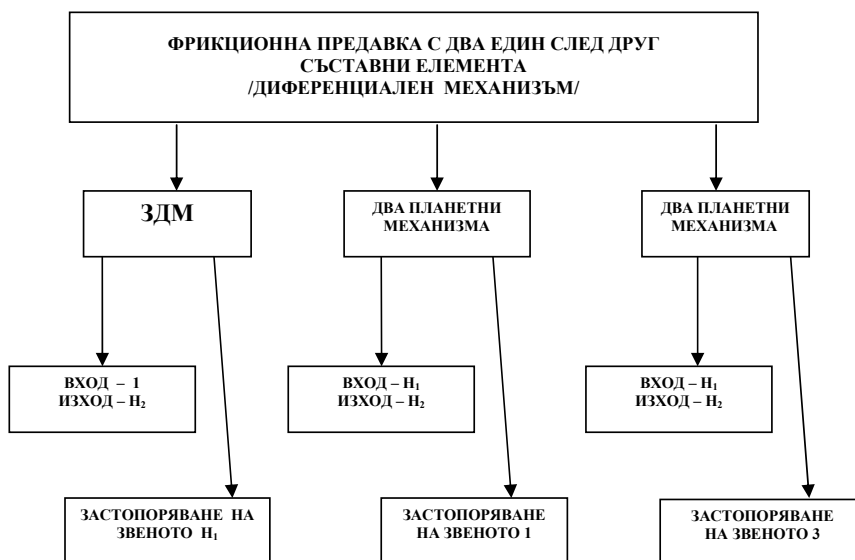 ФРИКЦИОННА ПРЕДАВКА С ДВА ЕДИН СЛЕД ДРУГ
СЪСТАВНИ ЕЛЕМЕНТА
/ДИФЕРЕНЦИАЛЕН МЕХАНИЗЪМ/
ЗДМ
ДВА ПЛАНЕТНИ
МЕХАНИЗМА
ДВА ПЛАНЕТНИ
МЕХАНИЗМА
ВХОД – 1
ИЗХОД – Н₂
ВХОД – Н₁
ИЗХОД – Н₂
ВХОД – Н₁
ИЗХОД – Н₂
ЗАСТОПОРЯВАНЕ НА
ЗВЕНОТО Н₁
ЗАСТОПОРЯВАНЕ
НА ЗВЕНОТО 1
ЗАСТОПОРЯВАНЕ
НА ЗВЕНОТО 3